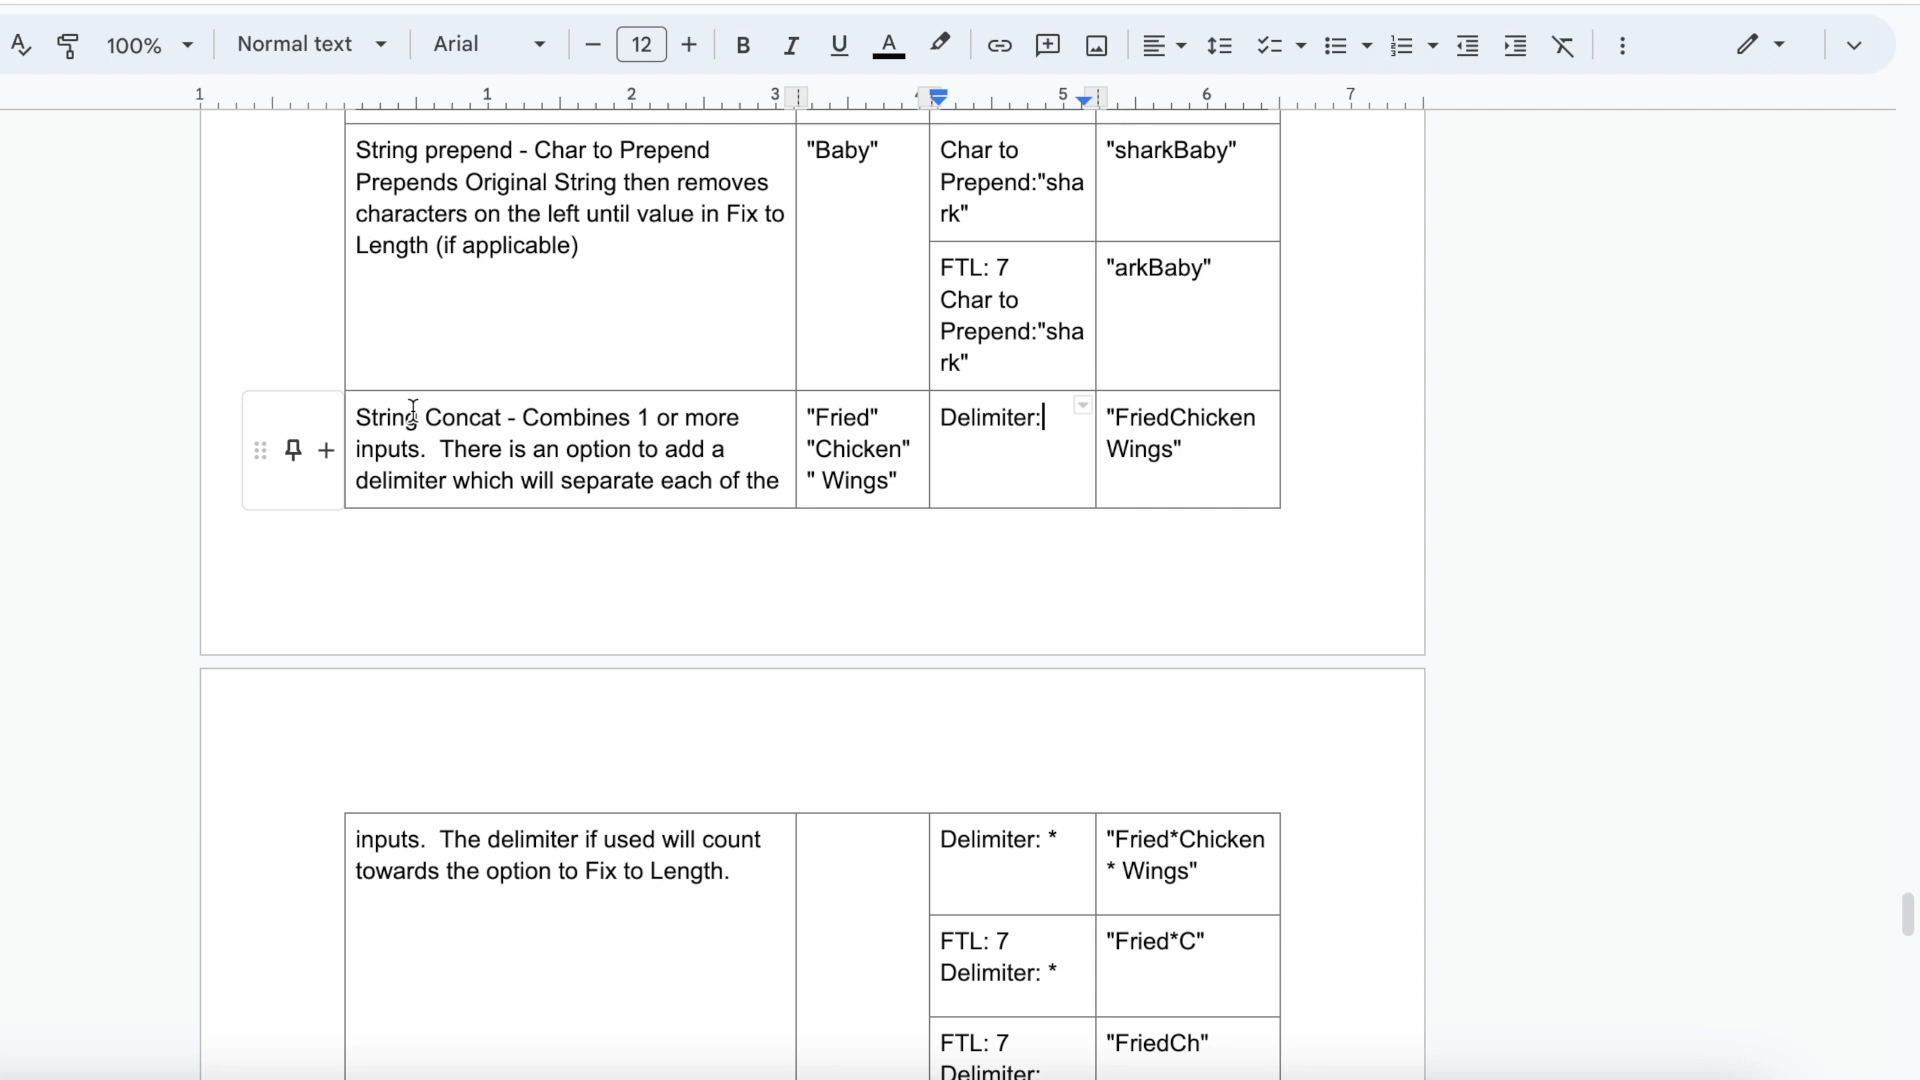 100% Normal text Arial 12
1 1 2 3 4 5 6 7
String prepend - Char to Prepend
Prepends Original String then removes
characters on the left until value in Fix to
Length (if applicable)
"Baby"
Char to
Prepend:"sha
rk"
"sharkBaby"
FTL: 7
Char to
Prepend:"sha
rk"
"arkBaby"
String Concat - Combines 1 or more
inputs.  There is an option to add a
delimiter which will separate each of the
"Fried"
"Chicken"
" Wings"
Delimiter:
"FriedChicken
Wings"
inputs.  The delimiter if used will count
towards the option to Fix to Length.
Delimiter: *
"Fried*Chicken
* Wings"
FTL: 7
Delimiter: *
"Fried*C"
FTL: 7
Delimiter:
"FriedCh"